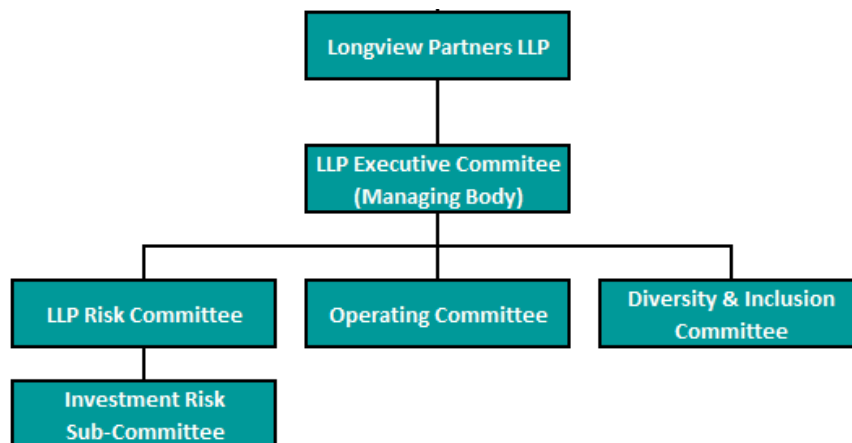 Longview Partners LLP
LLP Executive Commitee
(Managing Body)
LLP Risk Committee
Operating Committee
Diversity & Inclusion
Committee
Investment Risk
Sub-Committee